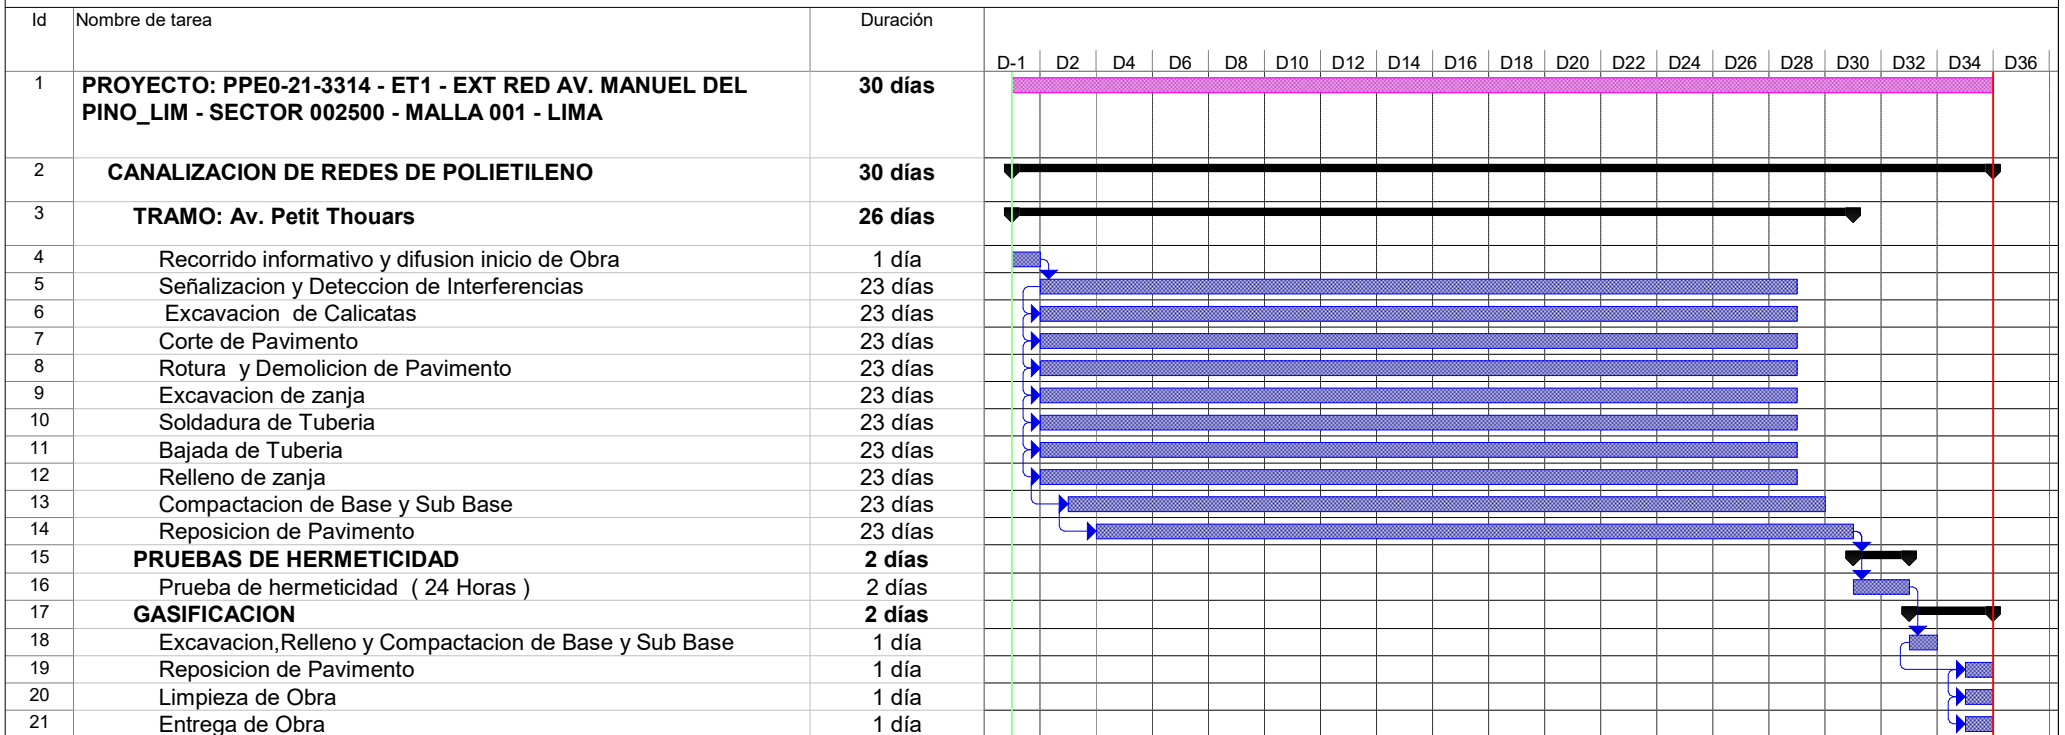 Id Nombre de tarea Duración
D-1 D2 D4 D6 D8 D10 D12 D14 D16 D18 D20 D22 D24 D26 D28 D30 D32 D34 D36
1 PROYECTO: PPE0-21-3314 - ET1 - EXT RED AV. MANUEL DEL 30 días
PINO_LIM - SECTOR 002500 - MALLA 001 - LIMA
2 CANALIZACION DE REDES DE POLIETILENO 30 días
3 TRAMO: Av. Petit Thouars 26 días
4 Recorrido informativo y difusion inicio de Obra 1 día
5 Señalizacion y Deteccion de Interferencias 23 días
6 Excavacion de Calicatas 23 días
7 Corte de Pavimento 23 días
8 Rotura y Demolicion de Pavimento 23 días
9 Excavacion de zanja 23 días
10 Soldadura de Tuberia 23 días
11 Bajada de Tuberia 23 días
12 Relleno de zanja 23 días
13 Compactacion de Base y Sub Base 23 días
14 Reposicion de Pavimento 23 días
15 PRUEBAS DE HERMETICIDAD 2 días
16 Prueba de hermeticidad ( 24 Horas ) 2 días
17 GASIFICACION 2 días
18 Excavacion,Relleno y Compactacion de Base y Sub Base 1 día
19 Reposicion de Pavimento 1 día
20 Limpieza de Obra 1 día
21 Entrega de Obra 1 día